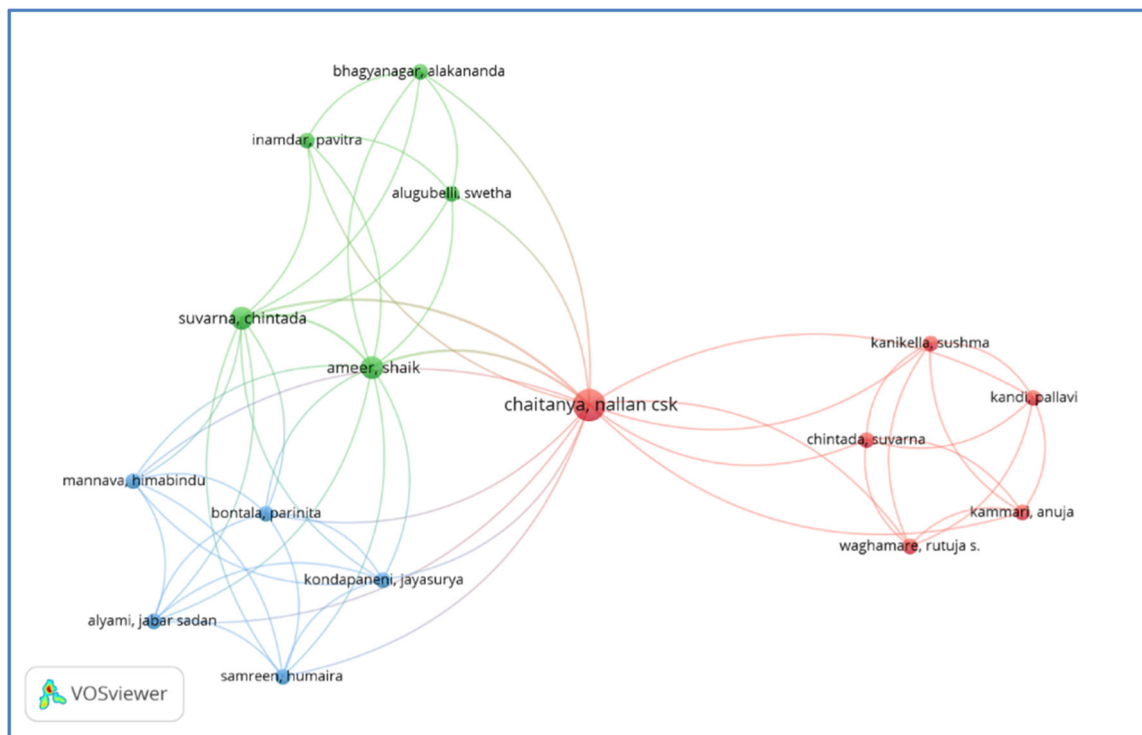 bhagyanagar, alakananda
inamdar, pavitra
alugubelli, swetha
suvarna, chintada
ameer, shaik
chaitanya, nallan csk
kanikella, sushma
kandi, pallavi
chintada, suvarna
kammari, anuja
waghamare, rutuja s.
mannava, himabindu
bontala, parinita
kondapaneni, jayasurya
alyami, jabar sadan
samreen, humaira
VOSviewer